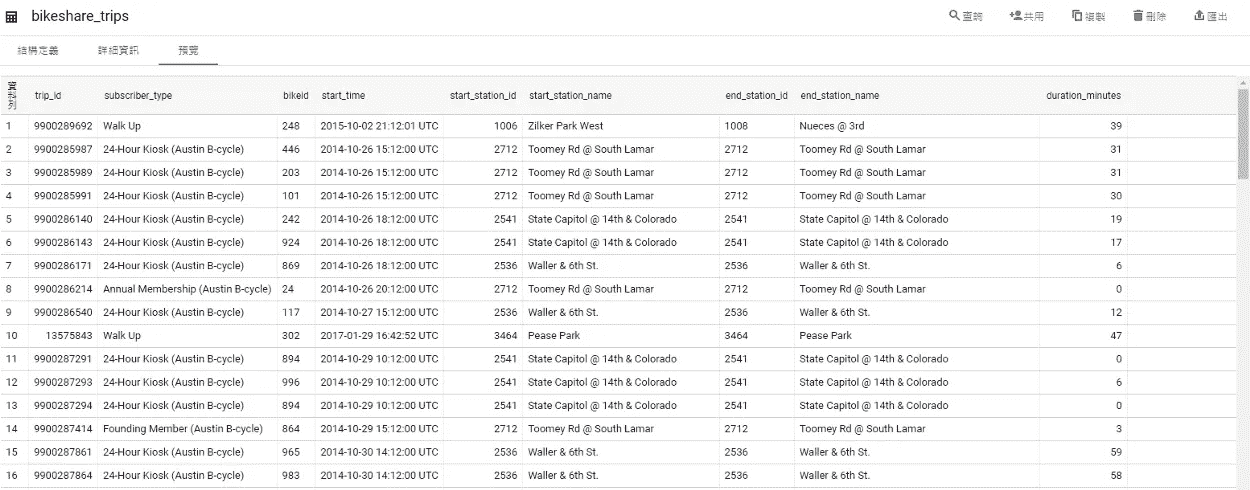 bikeshare_trips 查詢 共用 複製 刪除 匯出
結構定義 詳細資訊 預覽
資料列 trip_id subscriber_type bikeid start_time start_station_id start_station_name end_station_id end_station_name duration_minutes
1 9900289692 Walk Up 248 2015-10-02 21:12:01 UTC 1006 Zilker Park West 1008 Nueces @ 3rd 39
2 9900285987 24-Hour Kiosk (Austin B-cycle) 446 2014-10-26 15:12:00 UTC 2712 Toomey Rd @ South Lamar 2712 Toomey Rd @ South Lamar 31
3 9900285989 24-Hour Kiosk (Austin B-cycle) 203 2014-10-26 15:12:00 UTC 2712 Toomey Rd @ South Lamar 2712 Toomey Rd @ South Lamar 31
4 9900285991 24-Hour Kiosk (Austin B-cycle) 101 2014-10-26 15:12:00 UTC 2712 Toomey Rd @ South Lamar 2712 Toomey Rd @ South Lamar 30
5 9900286140 24-Hour Kiosk (Austin B-cycle) 242 2014-10-26 18:12:00 UTC 2541 State Capitol @ 14th & Colorado 2541 State Capitol @ 14th & Colorado 19
6 9900286143 24-Hour Kiosk (Austin B-cycle) 924 2014-10-26 18:12:00 UTC 2541 State Capitol @ 14th & Colorado 2541 State Capitol @ 14th & Colorado 17
7 9900286171 24-Hour Kiosk (Austin B-cycle) 869 2014-10-26 18:12:00 UTC 2536 Waller & 6th St. 2536 Waller & 6th St. 6
8 9900286214 Annual Membership (Austin B-cycle) 24 2014-10-26 20:12:00 UTC 2712 Toomey Rd @ South Lamar 2712 Toomey Rd @ South Lamar 0
9 9900286540 24-Hour Kiosk (Austin B-cycle) 117 2014-10-27 15:12:00 UTC 2536 Waller & 6th St. 2536 Waller & 6th St. 12
10 13575843 Walk Up 302 2017-01-29 16:42:52 UTC 3464 Pease Park 3464 Pease Park 47
11 9900287291 24-Hour Kiosk (Austin B-cycle) 894 2014-10-29 10:12:00 UTC 2541 State Capitol @ 14th & Colorado 2541 State Capitol @ 14th & Colorado 0
12 9900287293 24-Hour Kiosk (Austin B-cycle) 996 2014-10-29 10:12:00 UTC 2541 State Capitol @ 14th & Colorado 2541 State Capitol @ 14th & Colorado 6
13 9900287294 24-Hour Kiosk (Austin B-cycle) 894 2014-10-29 10:12:00 UTC 2541 State Capitol @ 14th & Colorado 2541 State Capitol @ 14th & Colorado 0
14 9900287414 Founding Member (Austin B-cycle) 864 2014-10-29 15:12:00 UTC 2712 Toomey Rd @ South Lamar 2712 Toomey Rd @ South Lamar 3
15 9900287861 24-Hour Kiosk (Austin B-cycle) 965 2014-10-30 14:12:00 UTC 2536 Waller & 6th St. 2536 Waller & 6th St. 59
16 9900287864 24-Hour Kiosk (Austin B-cycle) 983 2014-10-30 14:12:00 UTC 2536 Waller & 6th St. 2536 Waller & 6th St. 58